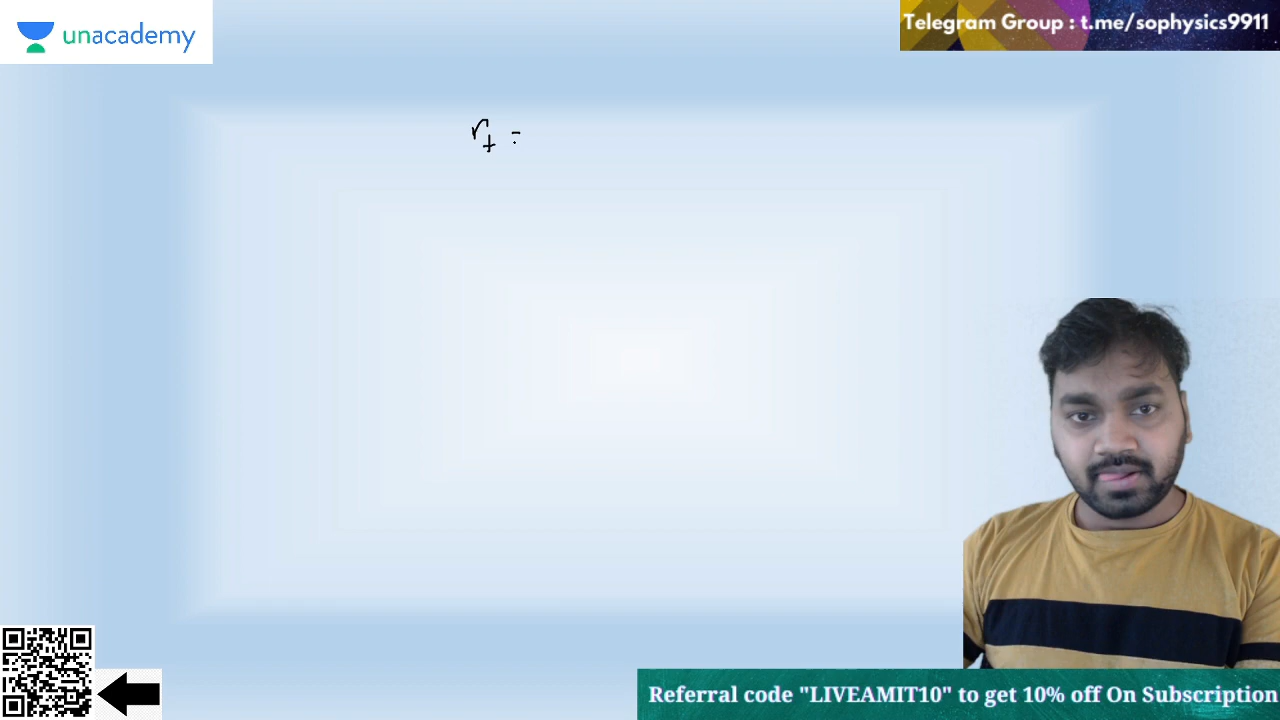 unacademy
Telegram Group : t.me/sophysics9911
r₊ =
Referral code "LIVEAMIT10" to get 10% off On Subscription